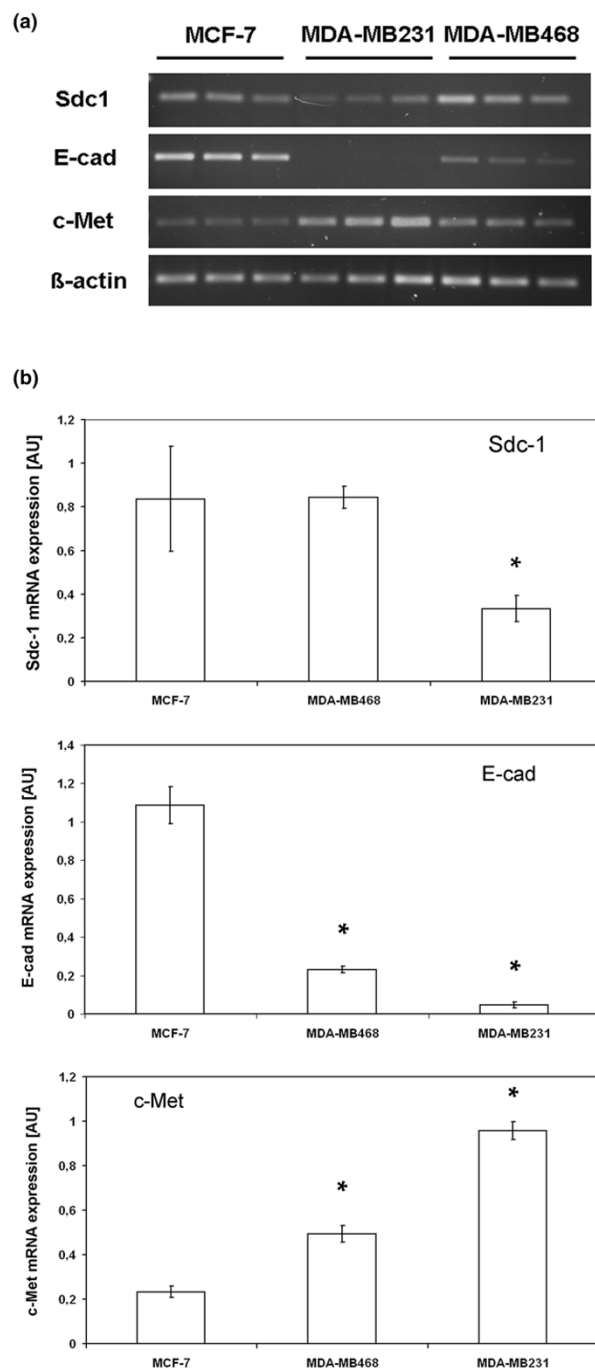 (a)
MCF-7 MDA-MB231 MDA-MB468
Sdc1
E-cad
c-Met
ß-actin
(b)
Sdc-1 mRNA expression [AU]
1,2
1
0,8
0,6
0,4
0,2
0
Sdc-1
*
MCF-7 MDA-MB468 MDA-MB231
E-cad mRNA expression [AU]
1,4
1,2
1
0,8
0,6
0,4
0,2
0
E-cad
*
*
MCF-7 MDA-MB468 MDA-MB231
c-Met mRNA expression [AU]
1,2
1
0,8
0,6
0,4
0,2
0
c-Met
*
*
MCF-7 MDA-MB468 MDA-MB231